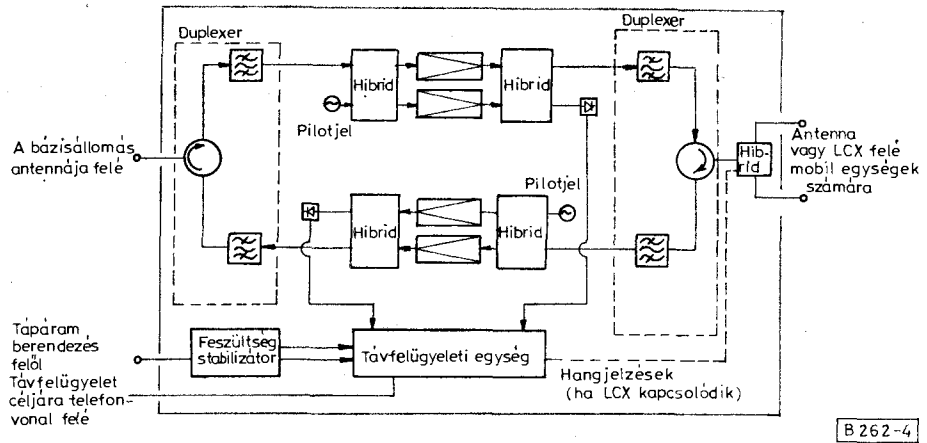 Duplexer
Duplexer
Hibrid
Hibrid
Pilotjel
A bázisállomás
antennája felé
Antenna
vagy LCX felé
mobil egységek
számára
Hib-
rid
Pilotjel
Hibrid
Hibrid
Tápáram
berendezés
felől
Feszültség
stabilizátor
Távfelügyeleti egység
Távfelügyelet
céljára telefon-
vonal felé
Hangjelzések
(ha LCX kapcsolódik)
B 262-4